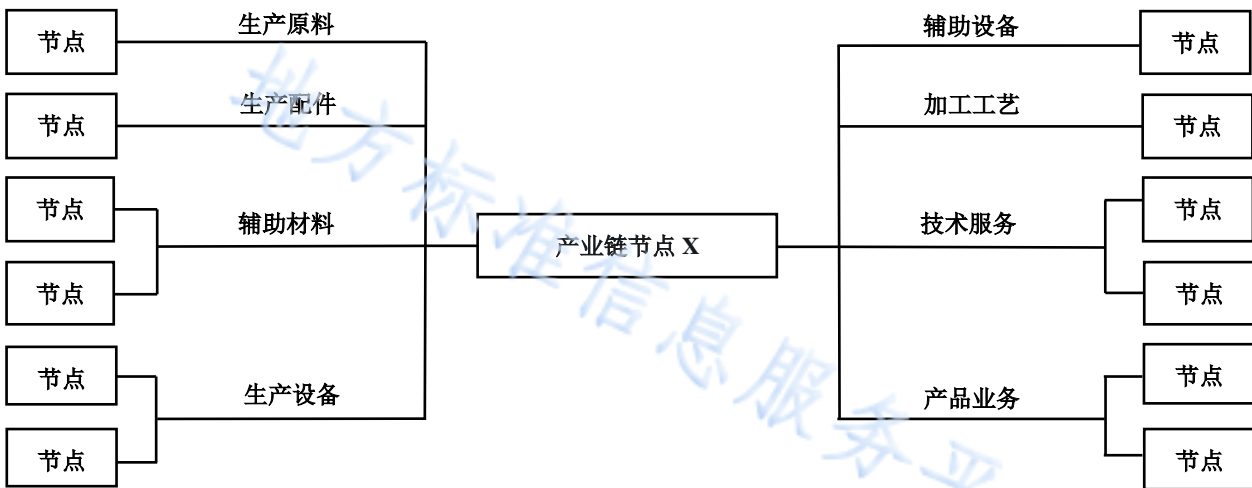 节点 生产原料 辅助设备 节点
节点 生产配件 加工工艺 节点
节点 辅助材料 技术服务 节点
产业链节点 X
节点 节点
节点 生产设备 产品业务 节点
节点 节点
地方标准信息服务平